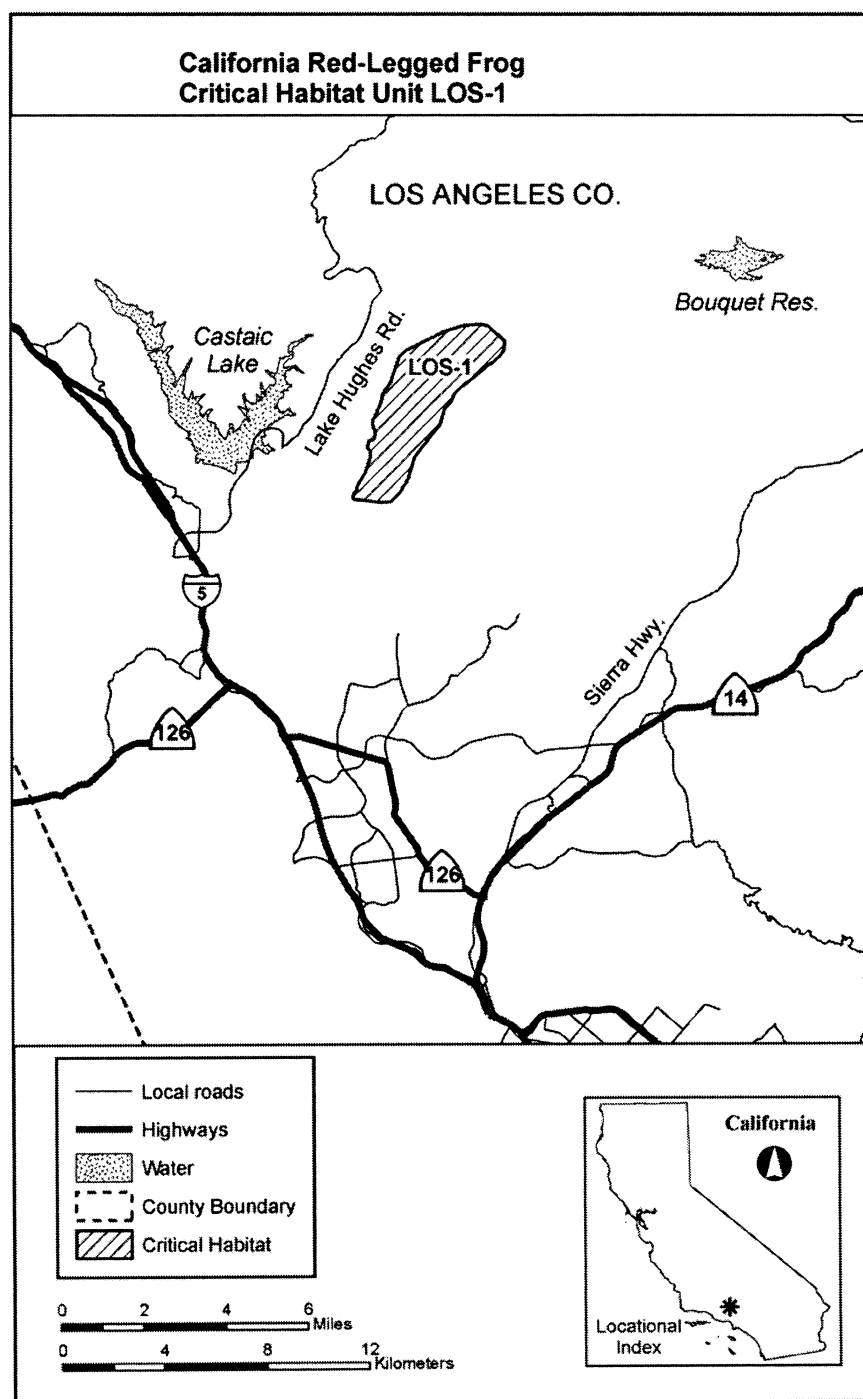 California Red-Legged Frog
Critical Habitat Unit LOS-1
LOS ANGELES CO.
Bouquet Res.
Castaic
Lake
Lake Hughes Rd.
LOS-1
5
Sierra Hwy.
14
126
126
Local roads
Highways
Water
County Boundary
Critical Habitat
0 2 4 6
Miles
0 4 8 12
Kilometers
California
Locational
Index